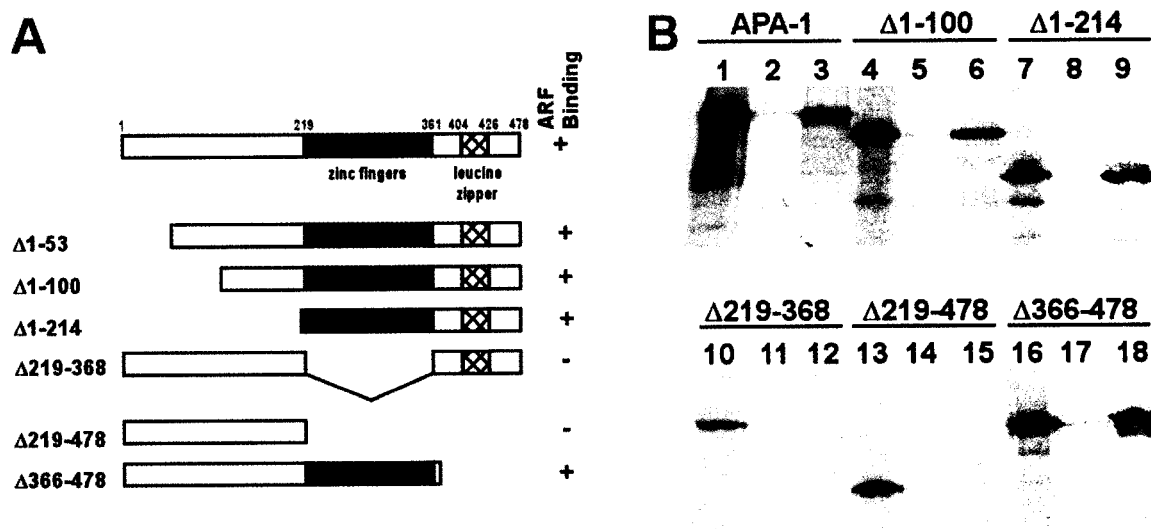 A
ARF
Binding
1 219 361 404 426 478
+
zinc fingers
leucine
zipper
Δ1-53 +
Δ1-100 +
Δ1-214 +
Δ219-368 -
Δ219-478 -
Δ366-478 +
B
APA-1 Δ1-100 Δ1-214
1 2 3 4 5 6 7 8 9
Δ219-368 Δ219-478 Δ366-478
10 11 12 13 14 15 16 17 18